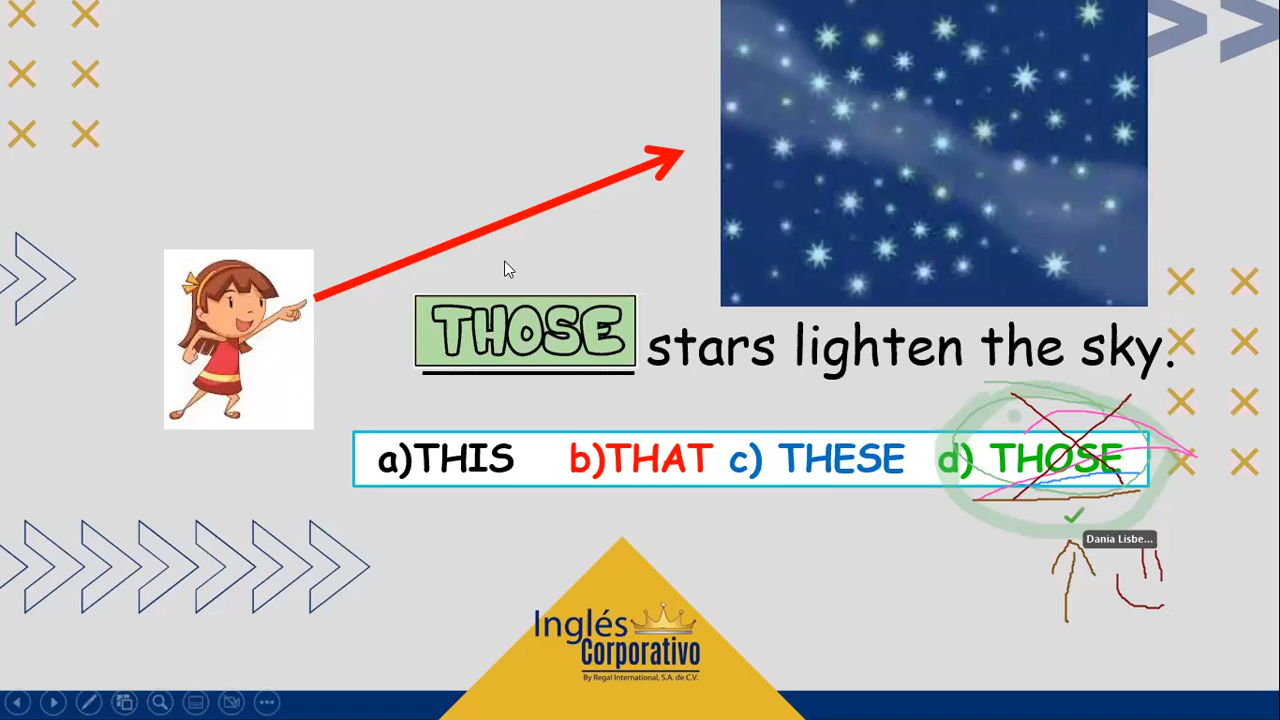 THOSE stars lighten the sky.
a)THIS b)THAT c) THESE d) THOSE
Dania Lisbe...
Inglés
Corporativo
By Regal International, S.A. de C.V.